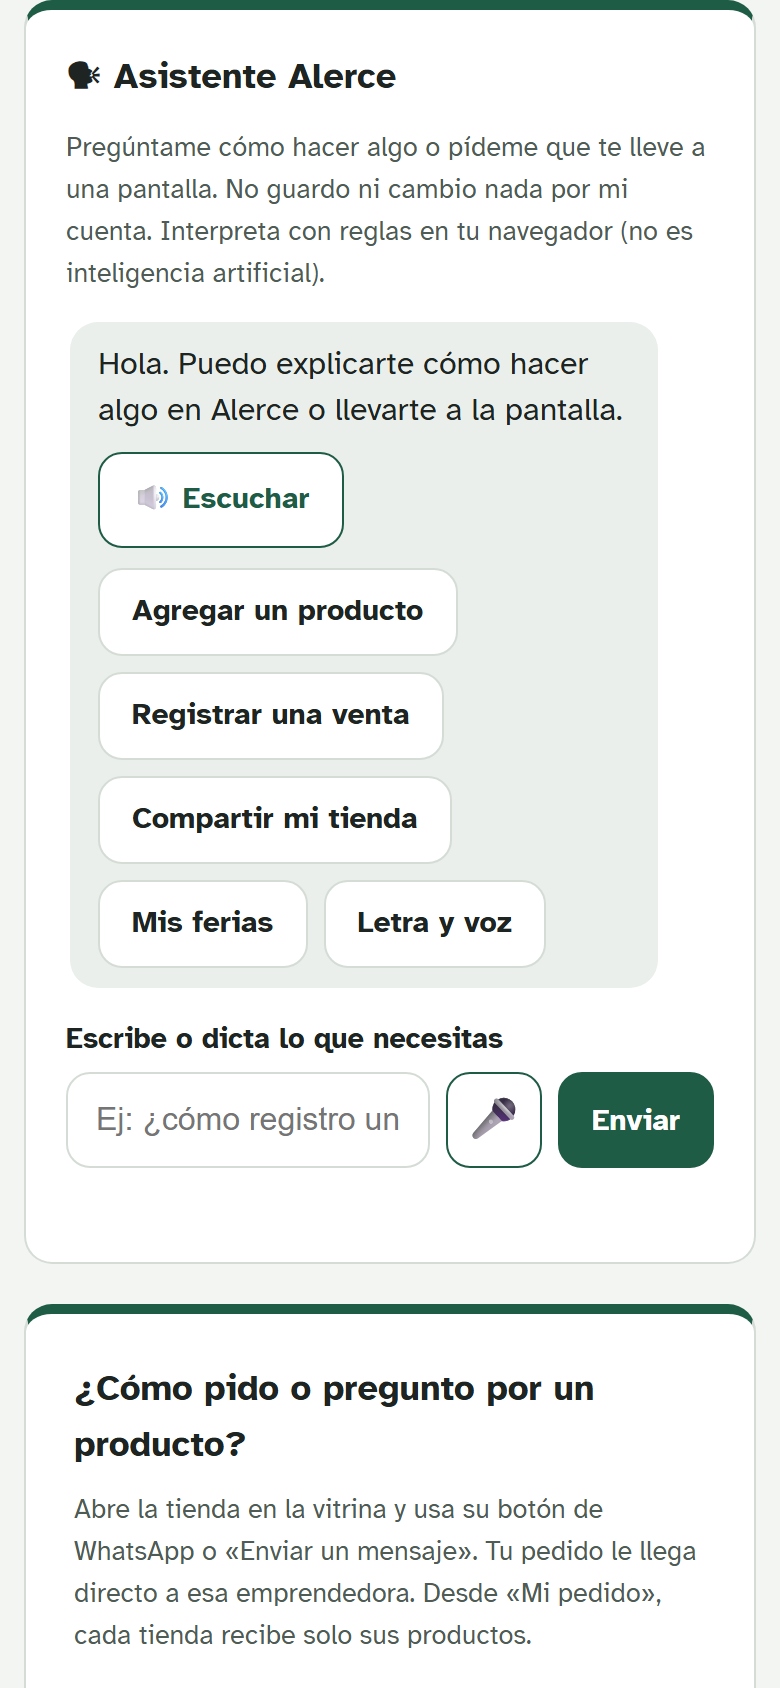 Asistente Alerce
Pregúntame cómo hacer algo o pídeme que te lleve a
una pantalla. No guardo ni cambio nada por mi
cuenta. Interpreta con reglas en tu navegador (no es
inteligencia artificial).
Hola. Puedo explicarte cómo hacer
algo en Alerce o llevarte a la pantalla.
Escuchar
Agregar un producto
Registrar una venta
Compartir mi tienda
Mis ferias Letra y voz
Escribe o dicta lo que necesitas
Ej: ¿cómo registro un Enviar
¿Cómo pido o pregunto por un
producto?
Abre la tienda en la vitrina y usa su botón de
WhatsApp o «Enviar un mensaje». Tu pedido le llega
directo a esa emprendedora. Desde «Mi pedido»,
cada tienda recibe solo sus productos.